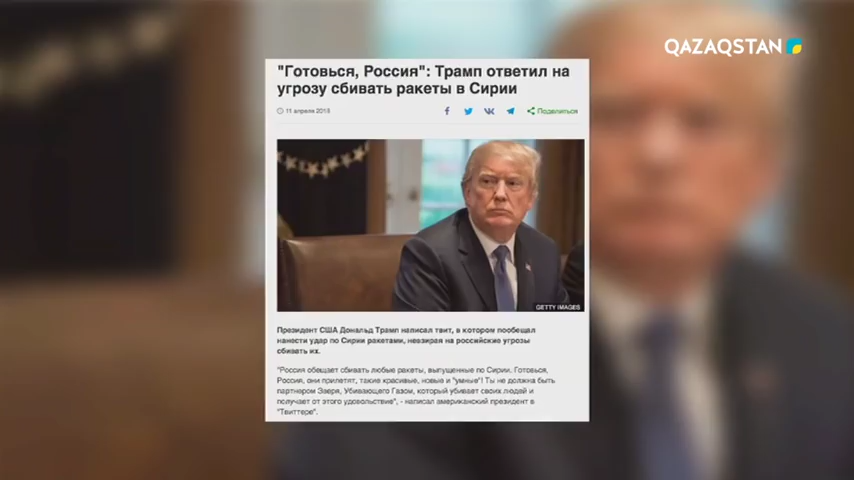 QAZAQSTAN
"Готовься, Россия": Трамп ответил на
угрозу сбивать ракеты в Сирии
11 апреля 2018
Поделиться
GETTY IMAGES
Президент США Дональд Трамп написал твит, в котором пообещал
нанести удар по Сирии ракетами, невзирая на российские угрозы
сбивать их.
"Россия обещает сбивать любые ракеты, выпущенные по Сирии. Готовься,
Россия, они прилетят, такие красивые, новые и "умные"! Ты не должна быть
партнером Зверя, Убивающего Газом, который убивает своих людей и
получает от этого удовольствие", - написал американский президент в
"Твиттере".